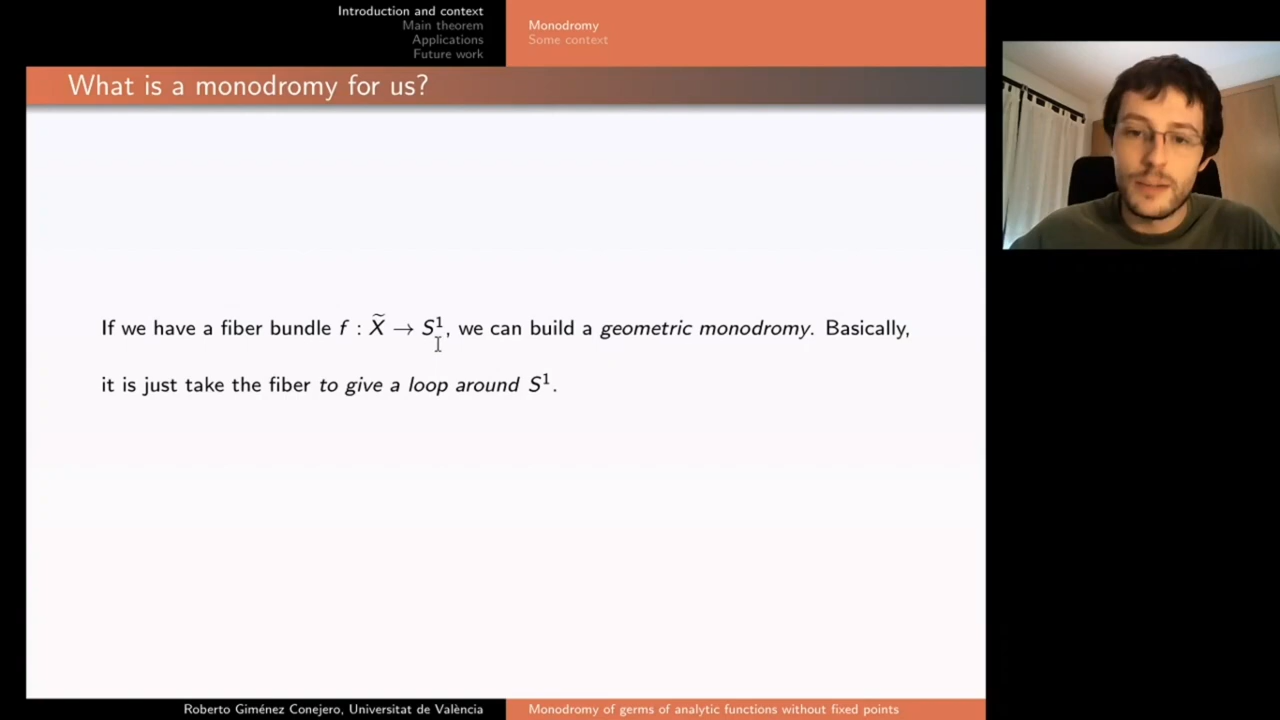 Introduction and context
Main theorem
Applications
Future work
Monodromy
Some context
What is a monodromy for us?
If we have a fiber bundle f : X̃ → S¹, we can build a geometric monodromy. Basically,
it is just take the fiber to give a loop around S¹.
Roberto Giménez Conejero, Universitat de València
Monodromy of germs of analytic functions without fixed points